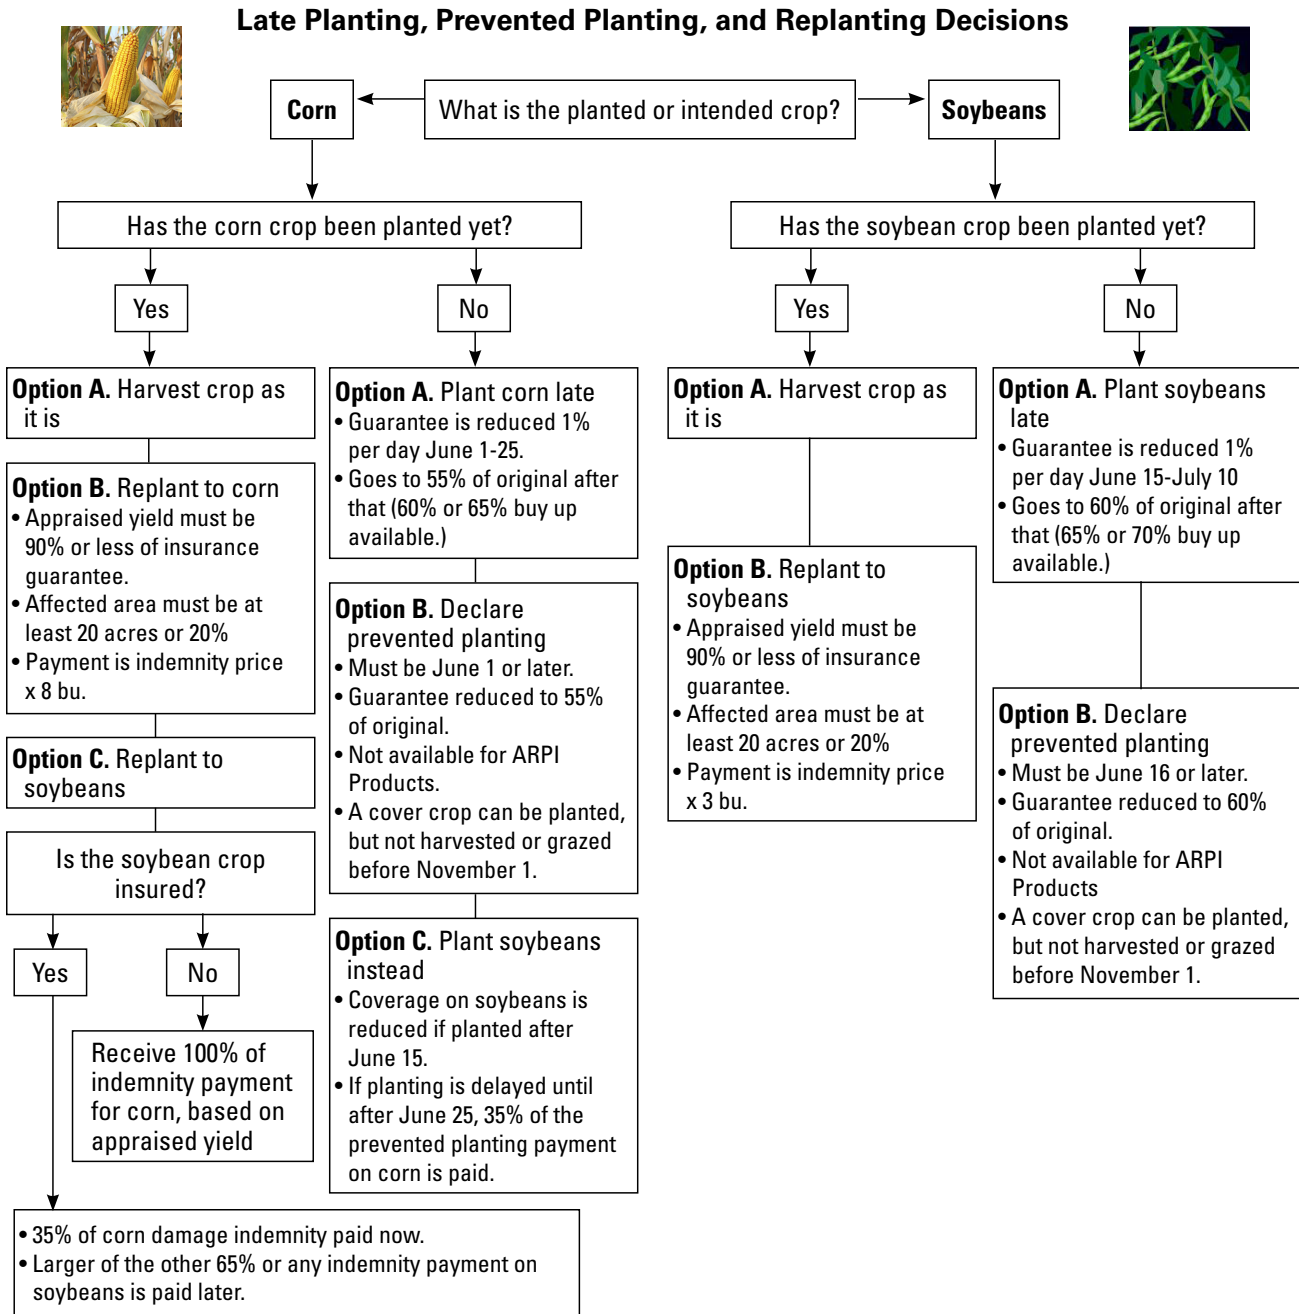 Late Planting, Prevented Planting, and Replanting Decisions
Corn
What is the planted or intended crop?
Soybeans
Has the corn crop been planted yet?
Yes
No
Option A. Harvest crop as
it is
Option B. Replant to corn
• Appraised yield must be
90% or less of insurance
guarantee.
• Affected area must be at
least 20 acres or 20%
• Payment is indemnity price
x 8 bu.
Option C. Replant to
soybeans
Is the soybean crop
insured?
Yes
No
Receive 100% of
indemnity payment
for corn, based on
appraised yield
• 35% of corn damage indemnity paid now.
• Larger of the other 65% or any indemnity payment on
soybeans is paid later.
Option A. Plant corn late
• Guarantee is reduced 1%
per day June 1-25.
• Goes to 55% of original after
that (60% or 65% buy up
available.)
Option B. Declare
prevented planting
• Must be June 1 or later.
• Guarantee reduced to 55%
of original.
• Not available for ARPI
Products.
• A cover crop can be planted,
but not harvested or grazed
before November 1.
Option C. Plant soybeans
instead
• Coverage on soybeans is
reduced if planted after
June 15.
• If planting is delayed until
after June 25, 35% of the
prevented planting payment
on corn is paid.
Has the soybean crop been planted yet?
Yes
No
Option A. Harvest crop as
it is
Option B. Replant to
soybeans
• Appraised yield must be
90% or less of insurance
guarantee.
• Affected area must be at
least 20 acres or 20%
• Payment is indemnity price
x 3 bu.
Option A. Plant soybeans
late
• Guarantee is reduced 1%
per day June 15-July 10
• Goes to 60% of original after
that (65% or 70% buy up
available.)
Option B. Declare
prevented planting
• Must be June 16 or later.
• Guarantee reduced to 60%
of original.
• Not available for ARPI
Products
• A cover crop can be planted,
but not harvested or grazed
before November 1.